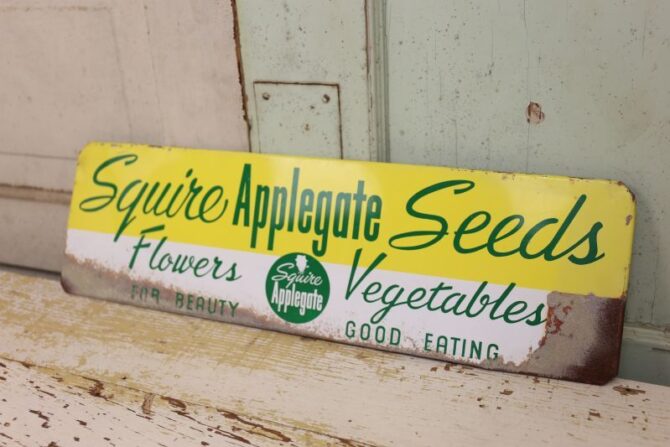 Squire Applegate Seeds
Flowers Vegetables
FOR BEAUTY GOOD EATING
Squire
Applegate